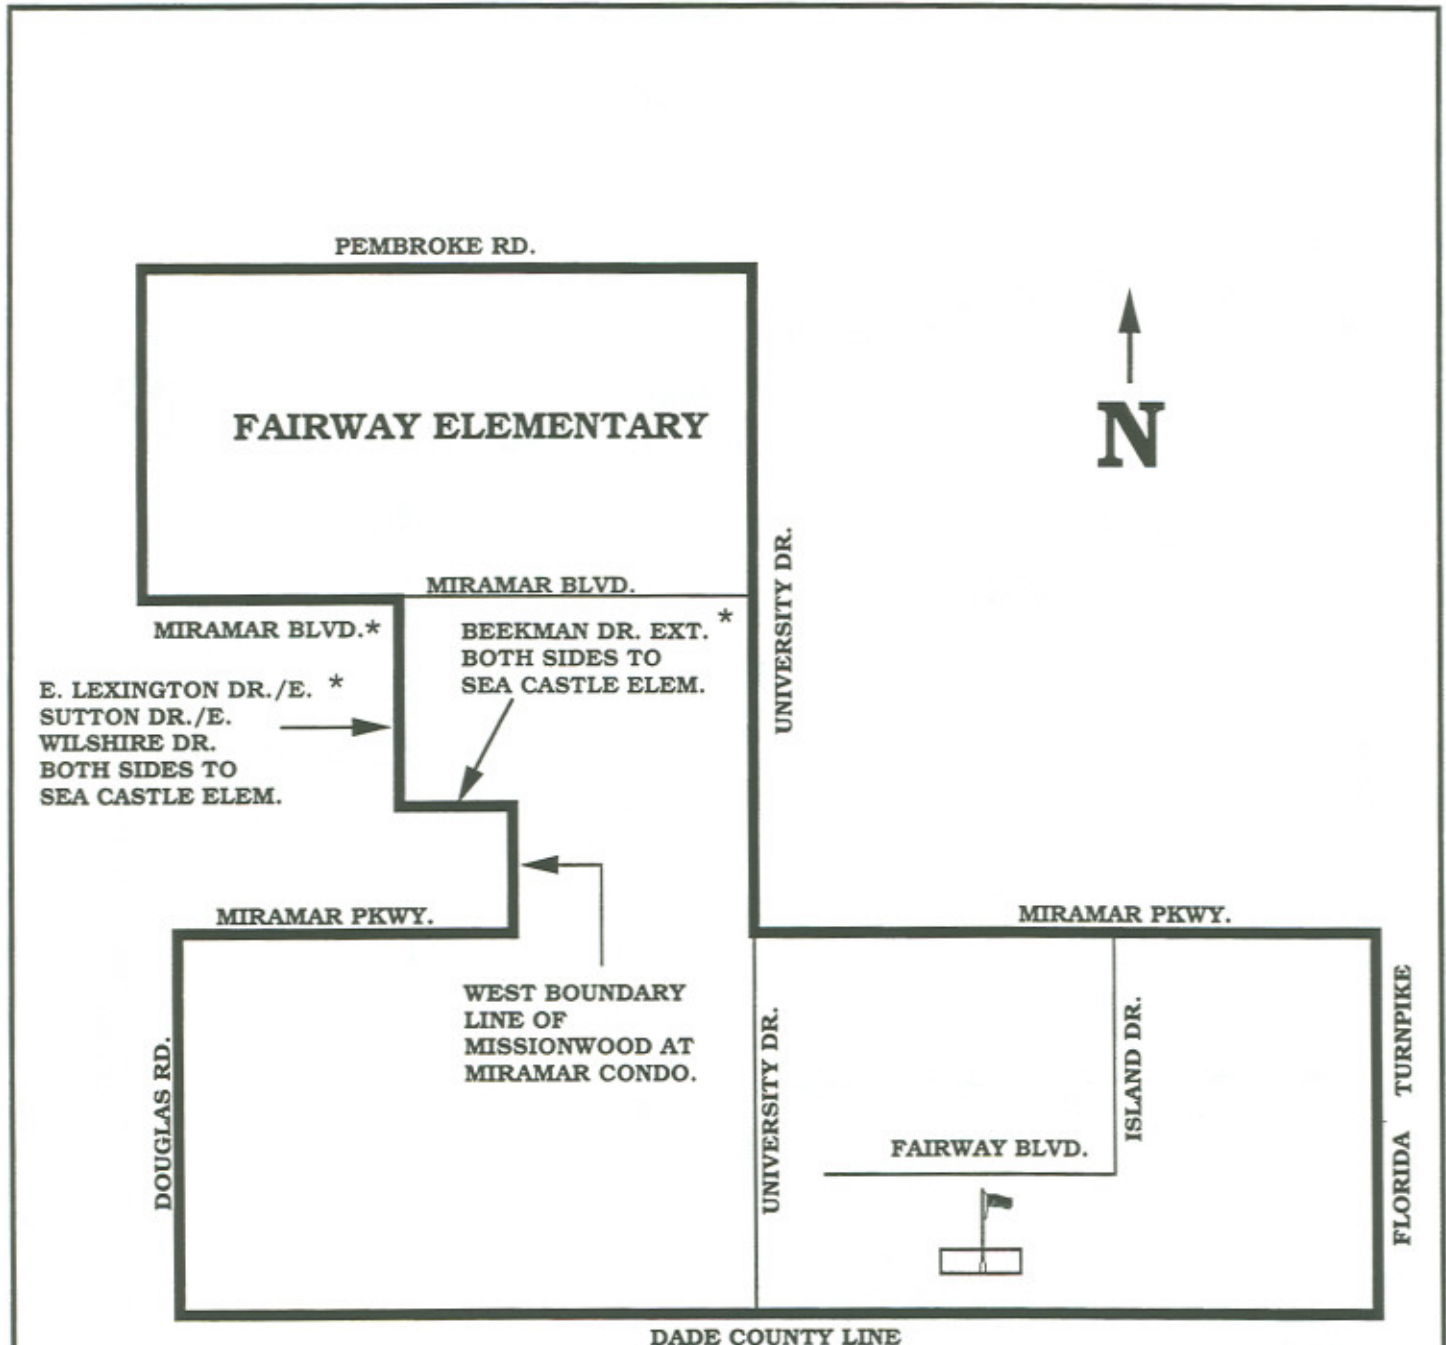 PEMBROKE RD.
FAIRWAY ELEMENTARY
N
UNIVERSITY DR.
MIRAMAR BLVD.
MIRAMAR BLVD.*
BEEKMAN DR. EXT. *
BOTH SIDES TO
SEA CASTLE ELEM.
E. LEXINGTON DR./E. *
SUTTON DR./E.
WILSHIRE DR.
BOTH SIDES TO
SEA CASTLE ELEM.
MIRAMAR PKWY.
MIRAMAR PKWY.
WEST BOUNDARY
LINE OF
MISSIONWOOD AT
MIRAMAR CONDO.
DOUGLAS RD.
UNIVERSITY DR.
ISLAND DR.
FLORIDA TURNPIKE
FAIRWAY BLVD.
DADE COUNTY LINE